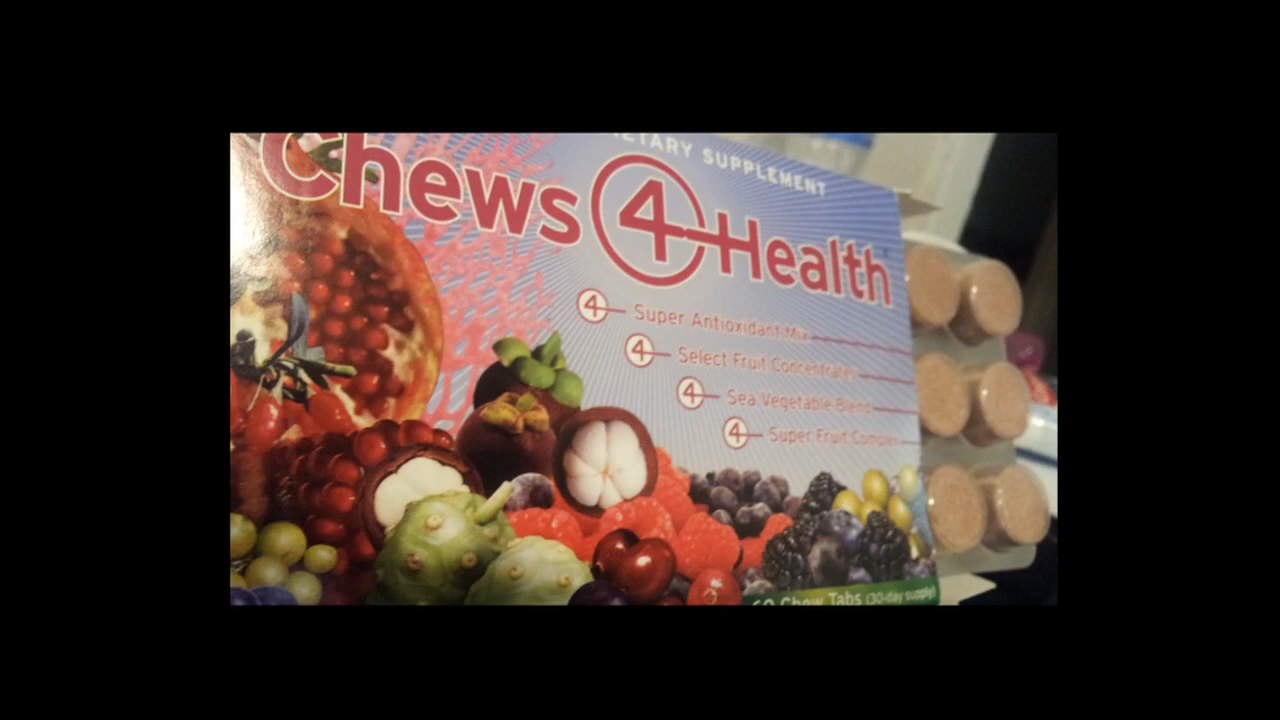 DIETARY SUPPLEMENT
Chews 4 Health
4 Super Antioxidant Mix
4 Select Fruit Concentrates
4 Sea Vegetable Blend
4 Super Fruit Complex
60 Chew Tabs (30-day supply)